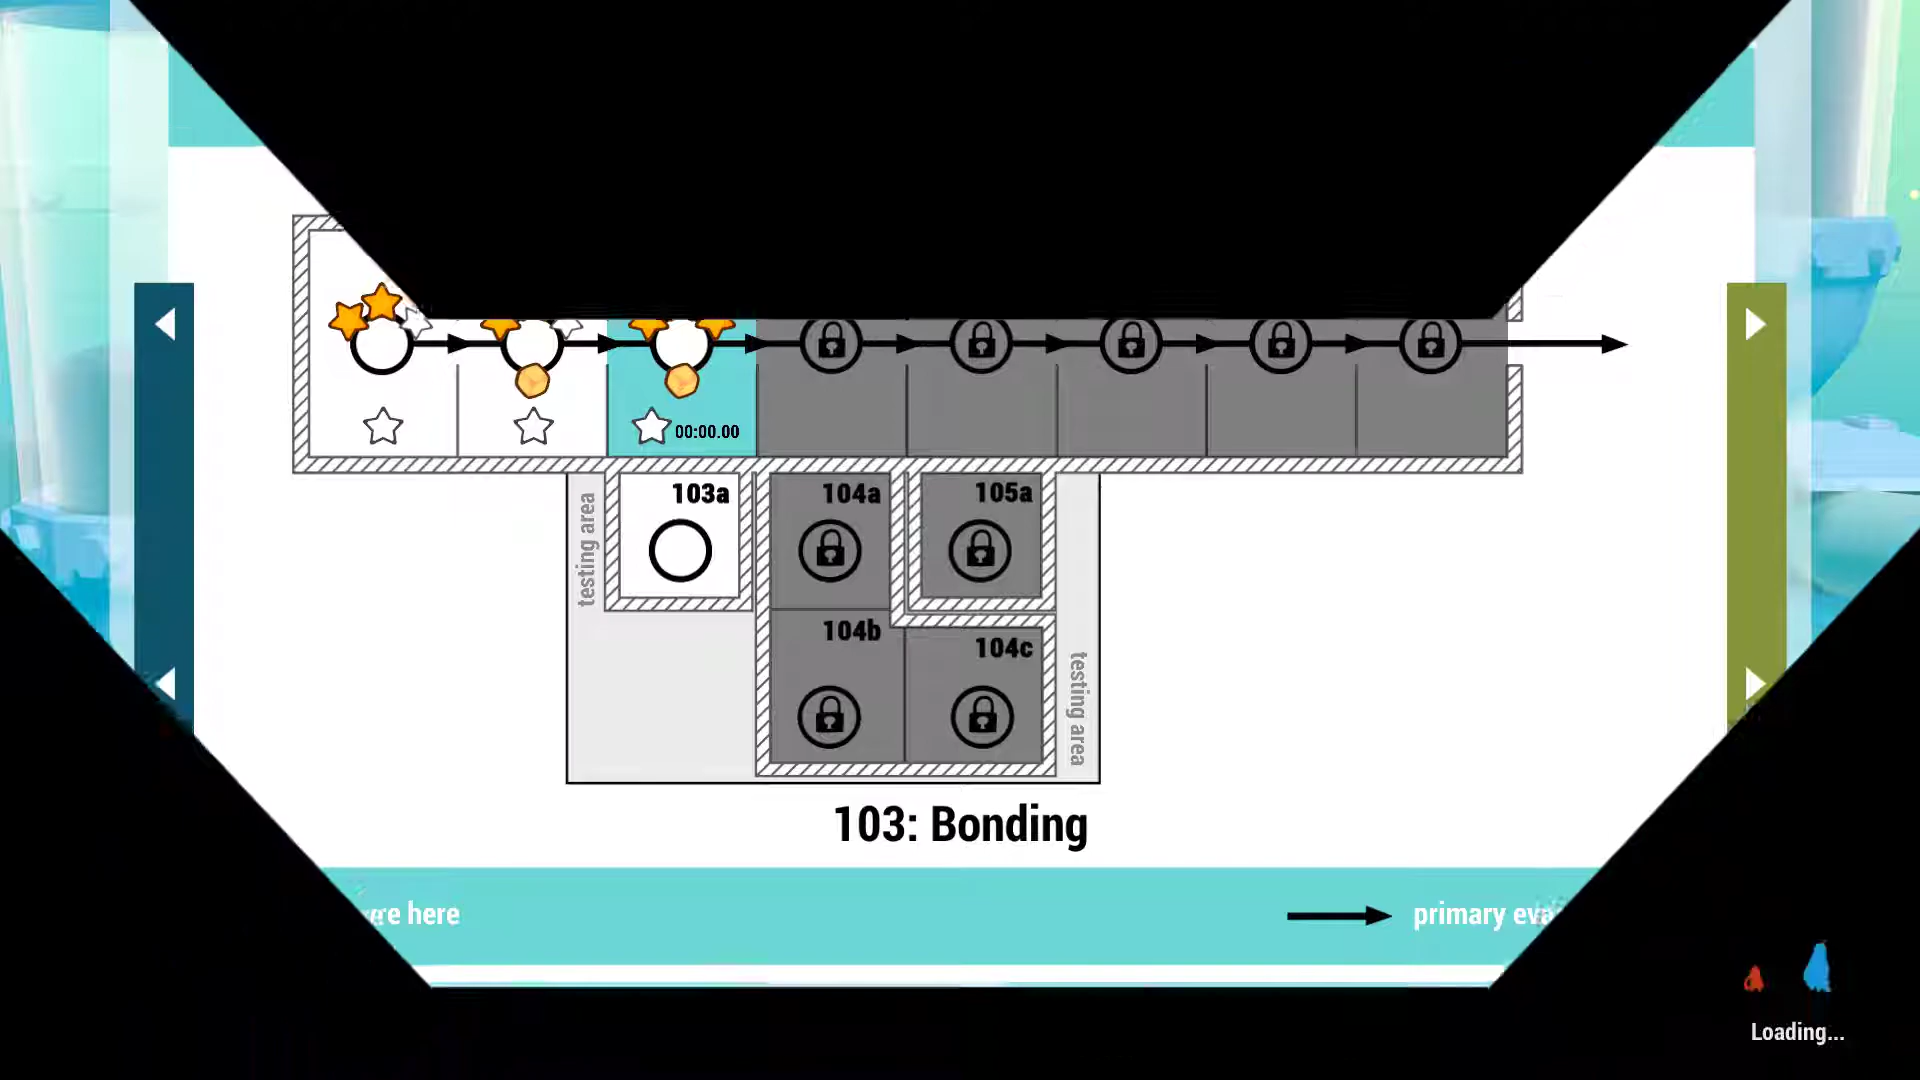 00:00.00
103a
104a
105a
testing area
104b
104c
testing area
103: Bonding
here
primary
Loading...